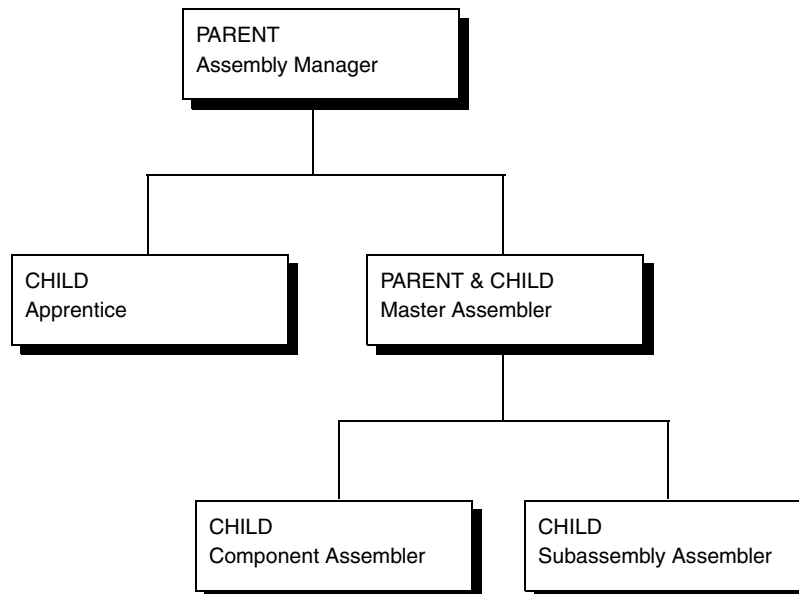 PARENT
Assembly Manager
CHILD
Apprentice
PARENT & CHILD
Master Assembler
CHILD
Component Assembler
CHILD
Subassembly Assembler